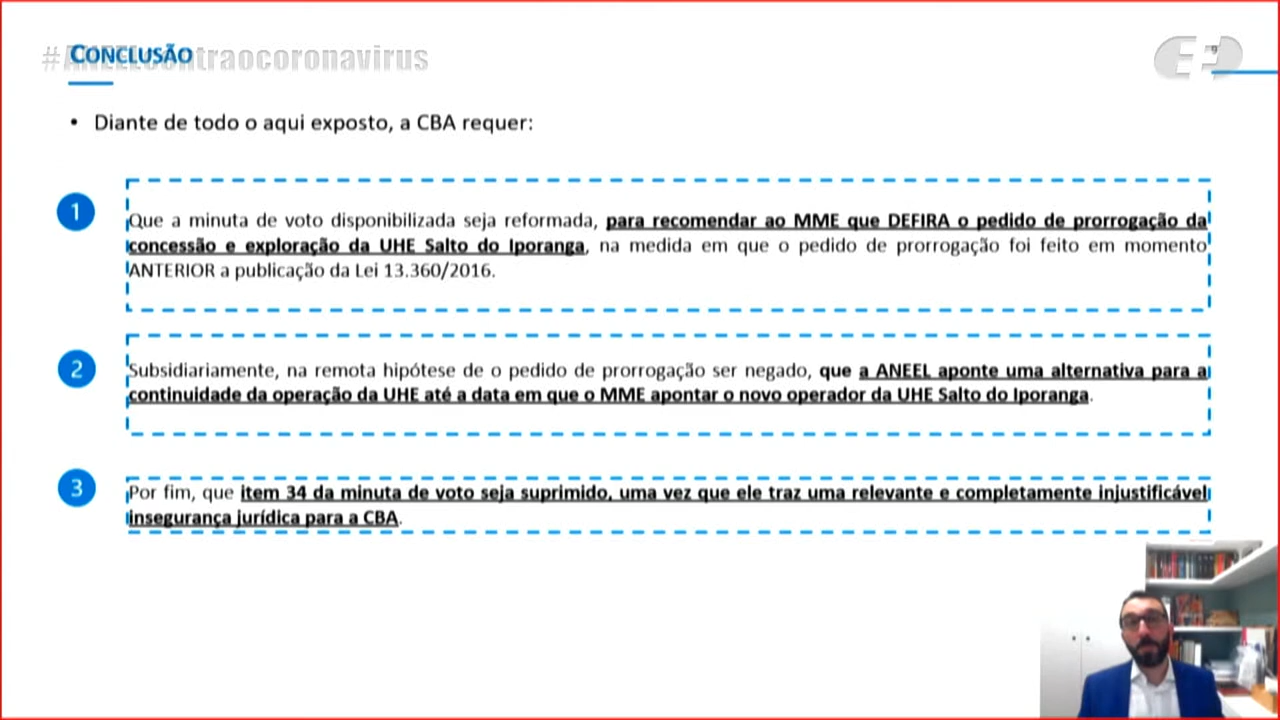 #ANEELcontraocoronavirus
CONCLUSÃO
• Diante de todo o aqui exposto, a CBA requer:
1
Que a minuta de voto disponibilizada seja reformada, para recomendar ao MME que DEFIRA o pedido de prorrogação da
concessão e exploração da UHE Salto do Iporanga, na medida em que o pedido de prorrogação foi feito em momento
ANTERIOR a publicação da Lei 13.360/2016.
2
Subsidiariamente, na remota hipótese de o pedido de prorrogação ser negado, que a ANEEL aponte uma alternativa para a
continuidade da operação da UHE até a data em que o MME apontar o novo operador da UHE Salto do Iporanga.
3
Por fim, que item 34 da minuta de voto seja suprimido, uma vez que ele traz uma relevante e completamente injustificável
insegurança jurídica para a CBA.